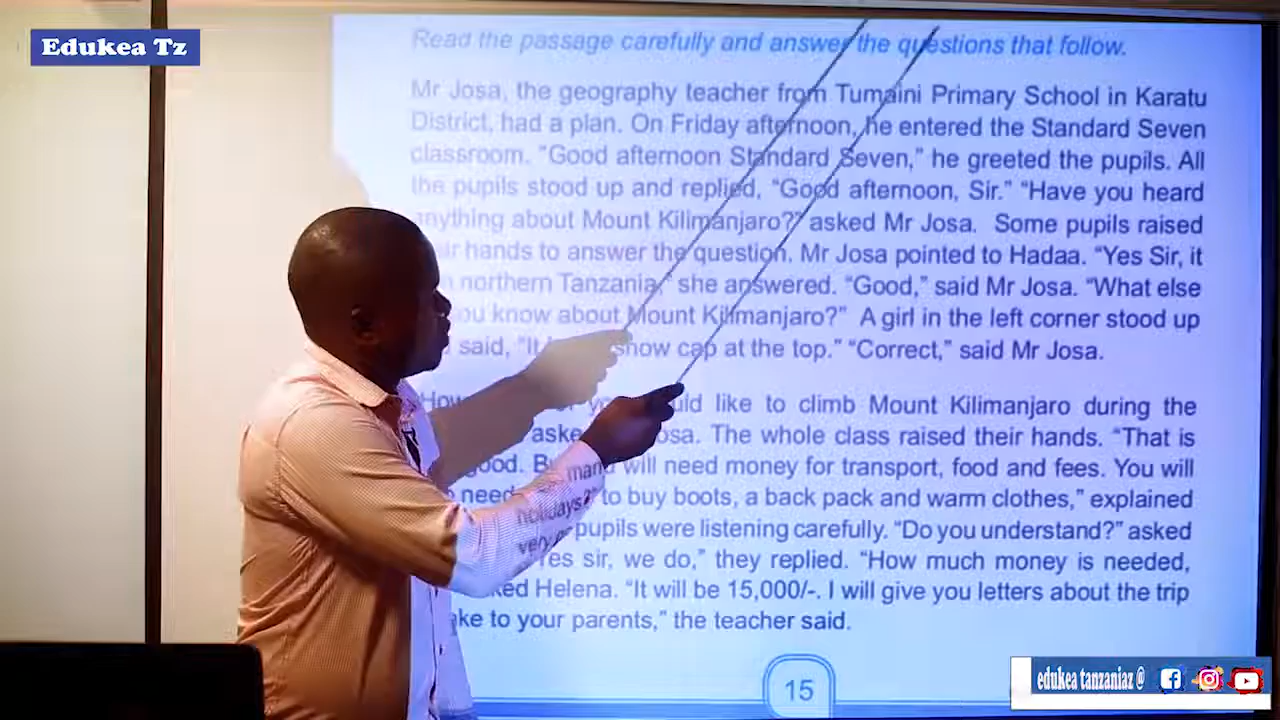 Edukea Tz
Read the passage carefully and answer the questions that follow.
Mr Josa, the geography teacher from Tumaini Primary School in Karatu
District, had a plan. On Friday afternoon, he entered the Standard Seven
classroom. “Good afternoon Standard Seven,” he greeted the pupils. All
the pupils stood up and replied, “Good afternoon, Sir.” “Have you heard
anything about Mount Kilimanjaro?” asked Mr Josa. Some pupils raised
hands to answer the question. Mr Josa pointed to Hadaa. “Yes Sir, it
northern Tanzania,” she answered. “Good,” said Mr Josa. “What else
you know about Mount Kilimanjaro?” A girl in the left corner stood up
said, “It snow cap at the top.” “Correct,” said Mr Josa.
How many like to climb Mount Kilimanjaro during the
holidays?” The whole class raised their hands. “That is
very will need money for transport, food and fees. You will
need to buy boots, a back pack and warm clothes,” explained
pupils were listening carefully. “Do you understand?” asked
sir, we do,” they replied. “How much money is needed,
Helena. “It will be 15,000/-. I will give you letters about the trip
to your parents,” the teacher said.
15
edukea tanzaniaz @